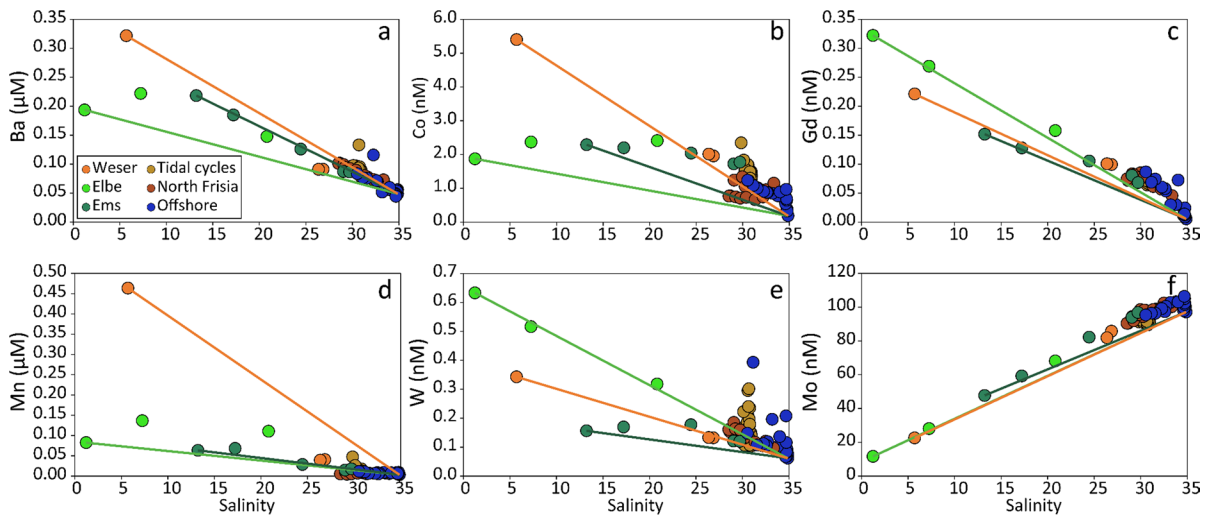 a
Ba (μM)
0.35
0.30
0.25
0.20
0.15
0.10
0.05
0.00
0 5 10 15 20 25 30 35
Weser
Elbe
Ems
Tidal cycles
North Frisia
Offshore
b
Co (nM)
6.0
5.0
4.0
3.0
2.0
1.0
0.0
0 5 10 15 20 25 30 35
c
Gd (nM)
0.35
0.30
0.25
0.20
0.15
0.10
0.05
0.00
0 5 10 15 20 25 30 35
d
Mn (μM)
0.50
0.45
0.40
0.35
0.30
0.25
0.20
0.15
0.10
0.05
0.00
0 5 10 15 20 25 30 35
Salinity
e
W (nM)
0.7
0.6
0.5
0.4
0.3
0.2
0.1
0.0
0 5 10 15 20 25 30 35
Salinity
f
Mo (nM)
120
100
80
60
40
20
0
0 5 10 15 20 25 30 35
Salinity